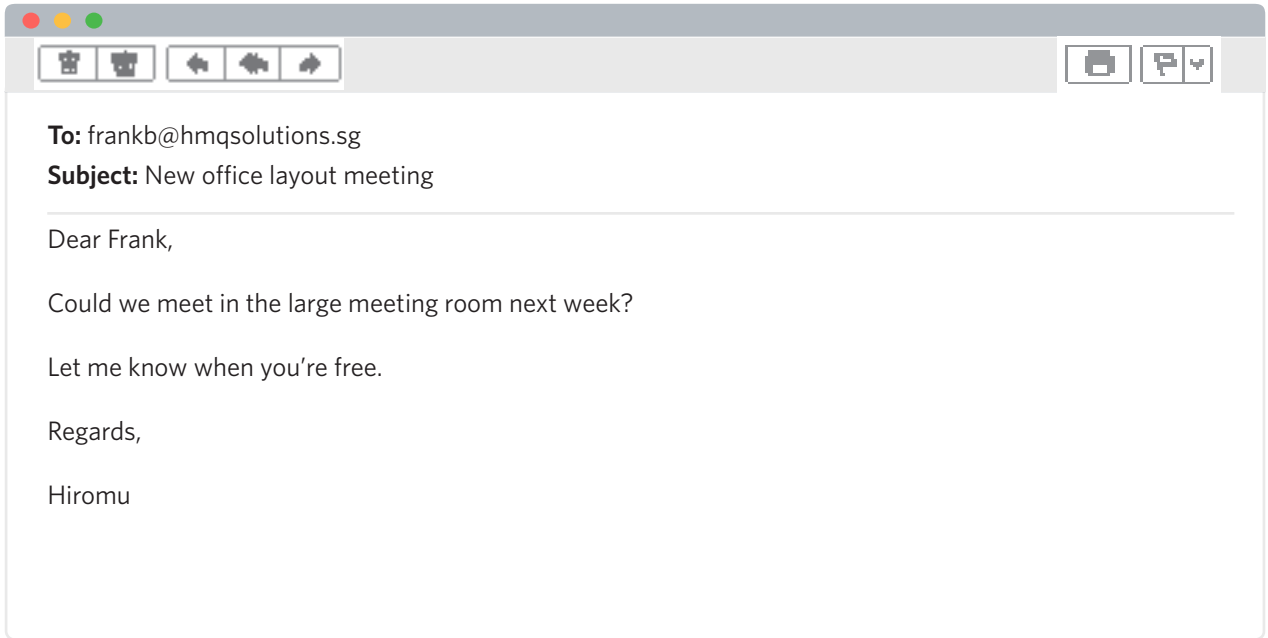 To: frankb@hmqsolutions.sg
Subject: New office layout meeting
Dear Frank,
Could we meet in the large meeting room next week?
Let me know when you’re free.
Regards,
Hiromu